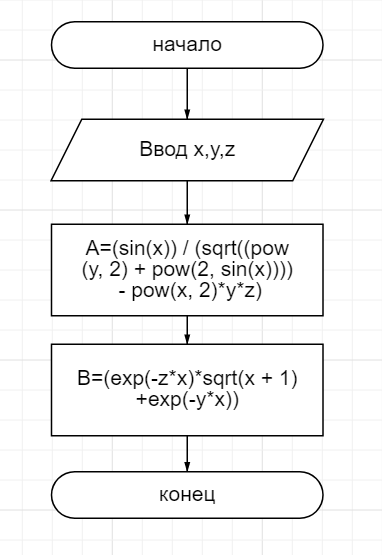 начало
Ввод x,y,z
A=(sin(x)) / (sqrt((pow
(y, 2) + pow(2, sin(x))))
- pow(x, 2)*y*z)
B=(exp(-z*x)*sqrt(x + 1)
+exp(-y*x))
конец